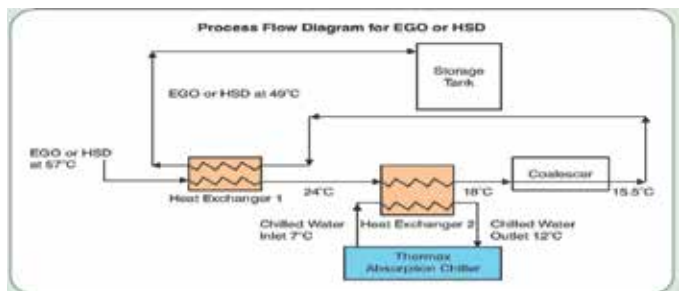 Process Flow Diagram for EGO or HSD
Storage
Tank
EGO or HSD at 49°C
EGO or HSD
at 57°C
Heat Exchanger 1
24°C
18°C
Coalescer
15.5°C
Chilled Water
Inlet 7°C
Heat Exchanger 2
Chilled Water
Outlet 12°C
Thermax
Absorption Chiller